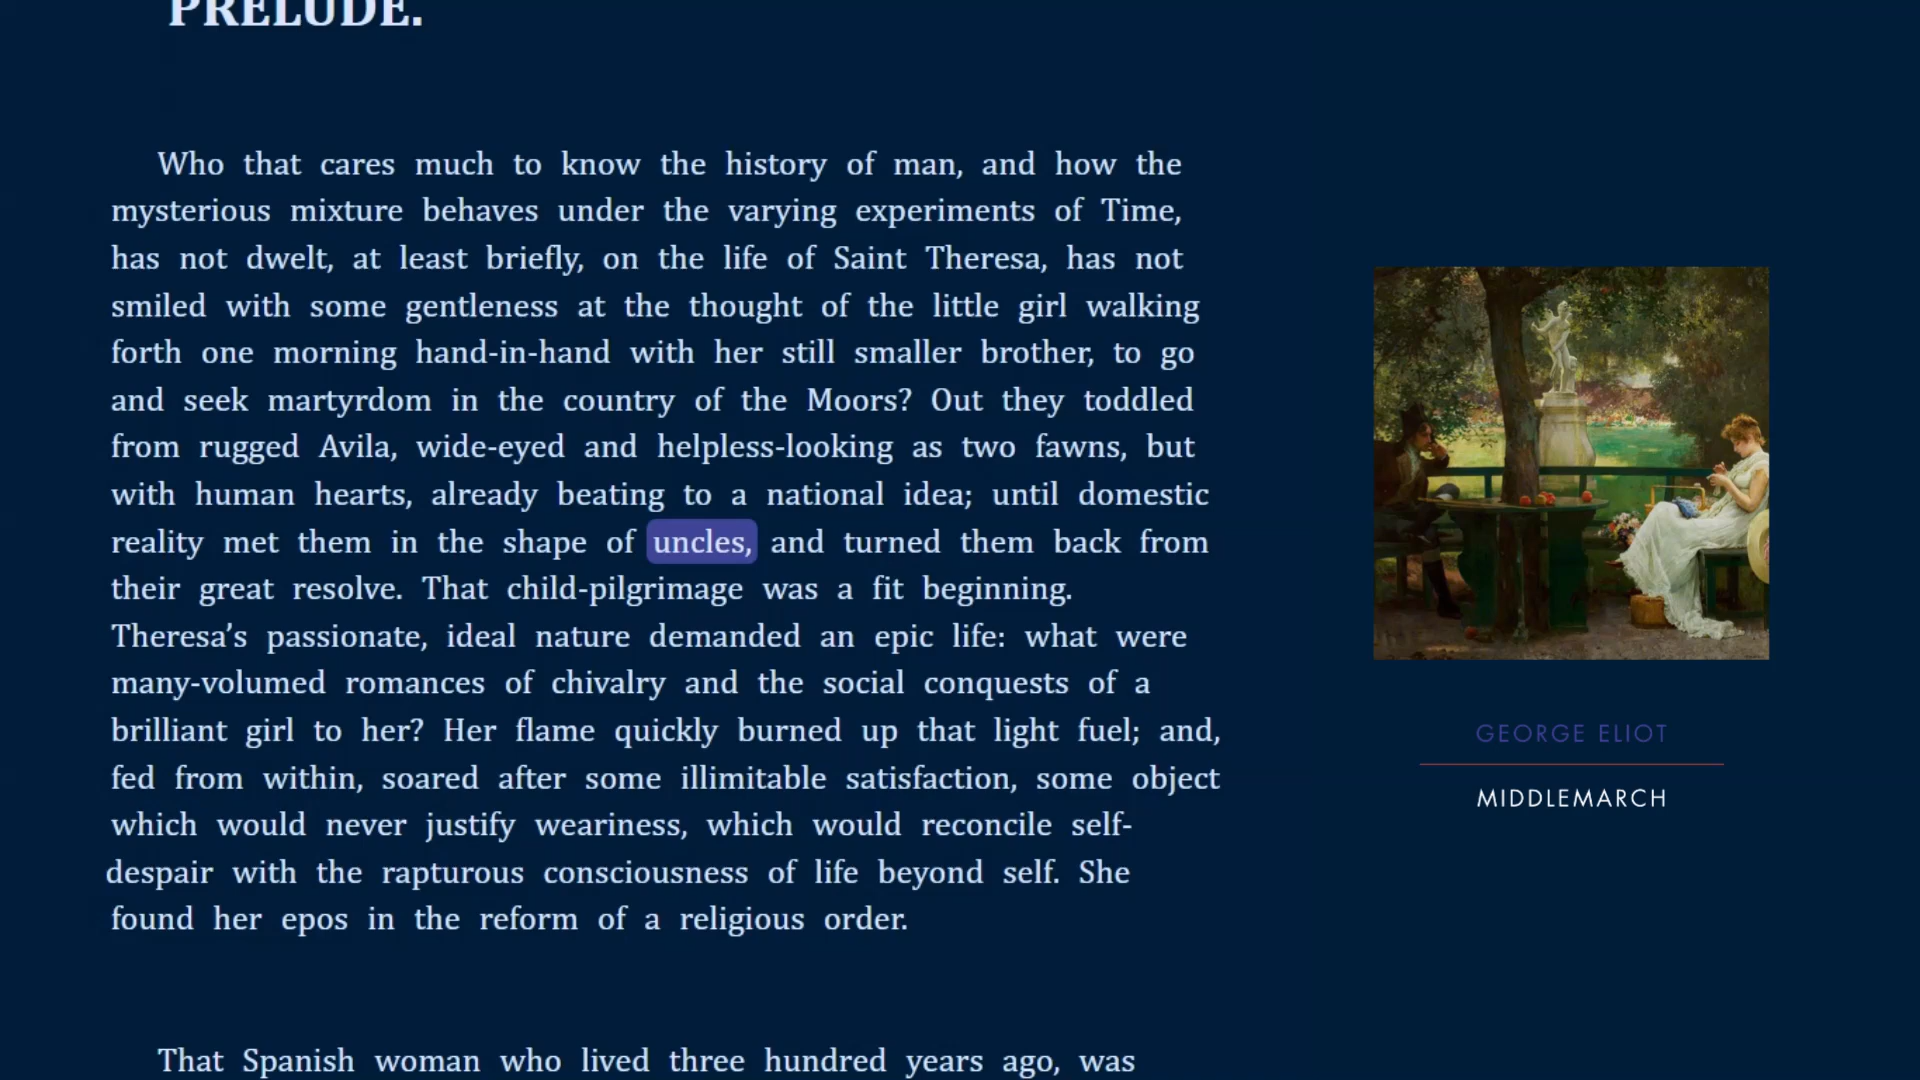 PRELUDE.
Who that cares much to know the history of man, and how the
mysterious mixture behaves under the varying experiments of Time,
has not dwelt, at least briefly, on the life of Saint Theresa, has not
smiled with some gentleness at the thought of the little girl walking
forth one morning hand-in-hand with her still smaller brother, to go
and seek martyrdom in the country of the Moors? Out they toddled
from rugged Avila, wide-eyed and helpless-looking as two fawns, but
with human hearts, already beating to a national idea; until domestic
reality met them in the shape of uncles, and turned them back from
their great resolve. That child-pilgrimage was a fit beginning.
Theresa’s passionate, ideal nature demanded an epic life: what were
many-volumed romances of chivalry and the social conquests of a
brilliant girl to her? Her flame quickly burned up that light fuel; and,
fed from within, soared after some illimitable satisfaction, some object
which would never justify weariness, which would reconcile self-
despair with the rapturous consciousness of life beyond self. She
found her epos in the reform of a religious order.
That Spanish woman who lived three hundred years ago, was
GEORGE ELIOT
MIDDLEMARCH